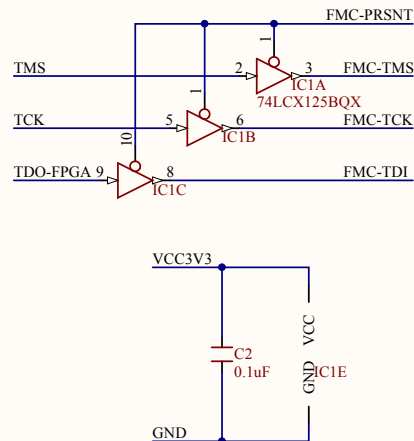 FMC-PRSNT
1
TMS 2 3 FMC-TMS
IC1A
74LCX125BQX
1
TCK 5 6 FMC-TCK
IC1B
10
TDO-FPGA 9 8 FMC-TDI
IC1C
VCC3V3
VCC
C2
0.1uF
GND IC1E
GND